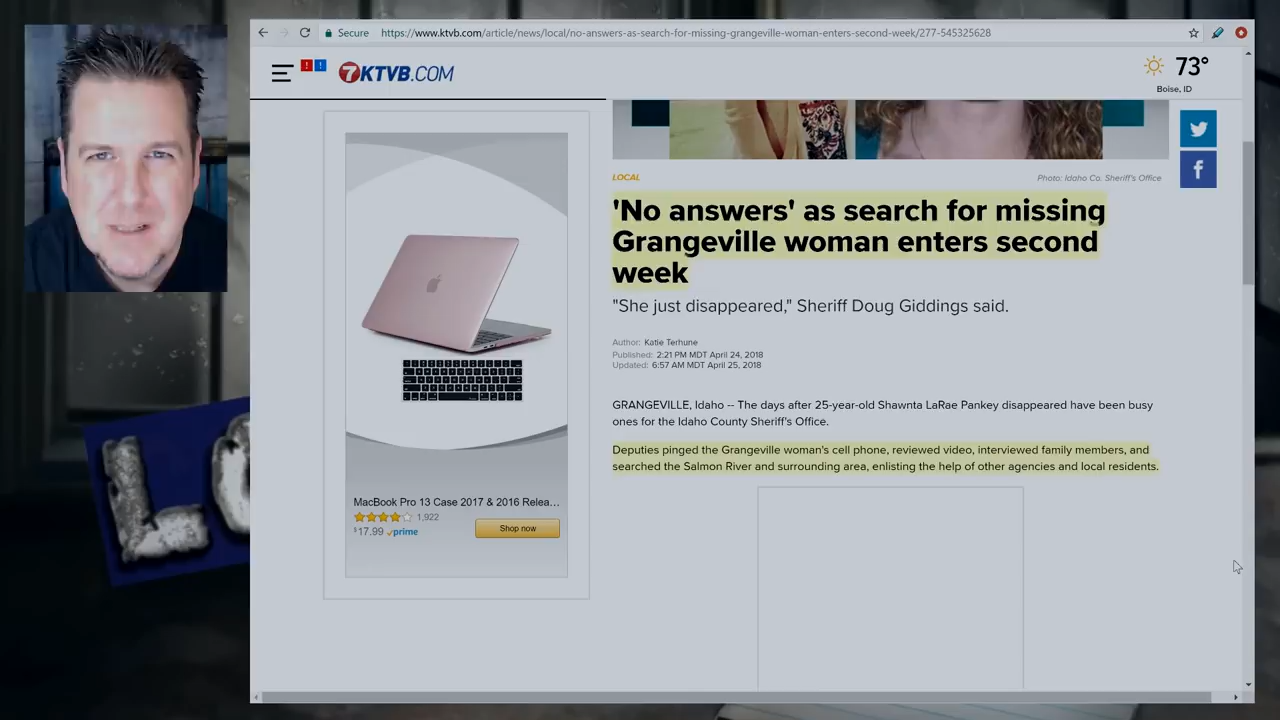 Secure
https://www.ktvb.com/article/news/local/no-answers-as-search-for-missing-grangeville-woman-enters-second-week/277-545325628
7KTVB.COM
73°
Boise, ID
LOCAL
Photo: Idaho Co. Sheriff's Office
'No answers' as search for missing
Grangeville woman enters second
week
"She just disappeared," Sheriff Doug Giddings said.
Author: Katie Terhune
Published: 2:21 PM MDT April 24, 2018
Updated: 6:57 AM MDT April 25, 2018
GRANGEVILLE, Idaho -- The days after 25-year-old Shawnta LaRae Pankey disappeared have been busy
ones for the Idaho County Sheriff's Office.
Deputies pinged the Grangeville woman's cell phone, reviewed video, interviewed family members, and
searched the Salmon River and surrounding area, enlisting the help of other agencies and local residents.
MacBook Pro 13 Case 2017 & 2016 Relea...
1,922
$17.99 prime
Shop now
LO